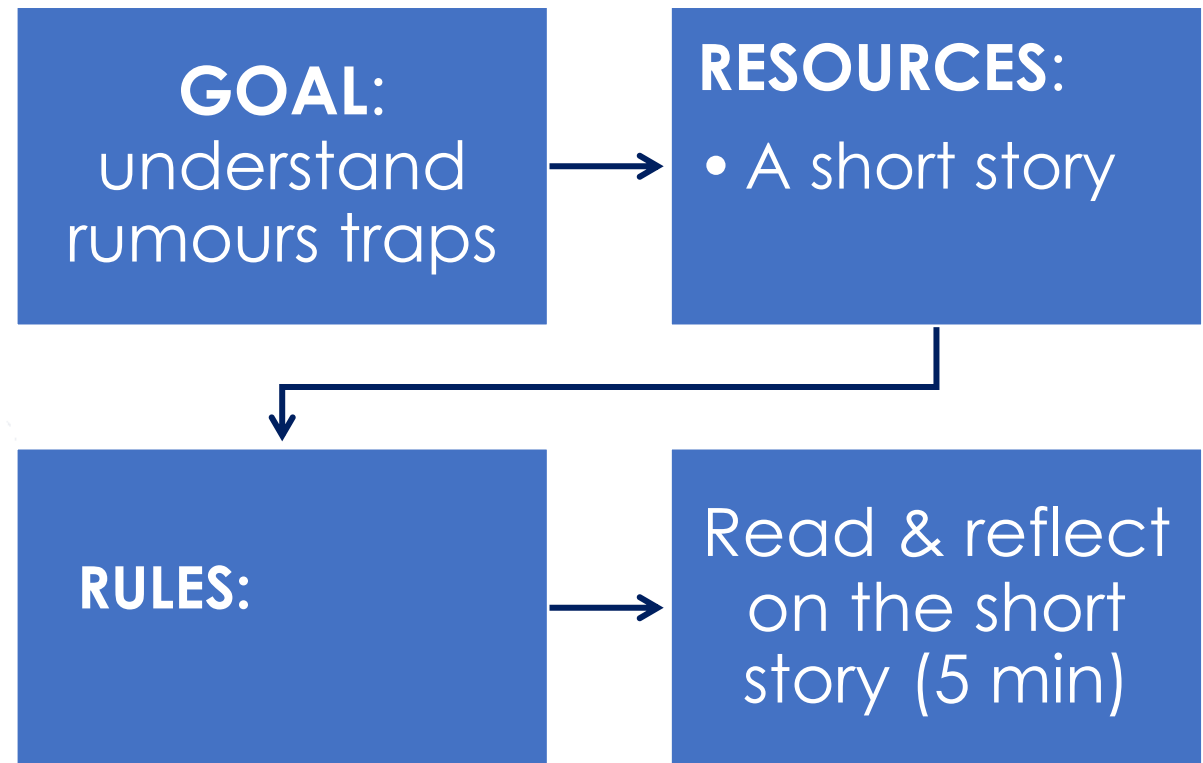 GOAL:
understand
rumours traps
RESOURCES:
• A short story
RULES:
Read & reflect
on the short
story (5 min)